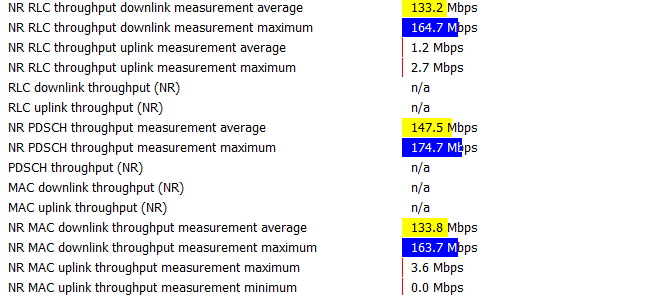 NR RLC throughput downlink measurement average 133.2 Mbps
NR RLC throughput downlink measurement maximum 164.7 Mbps
NR RLC throughput uplink measurement average 1.2 Mbps
NR RLC throughput uplink measurement maximum 2.7 Mbps
RLC downlink throughput (NR) n/a
RLC uplink throughput (NR) n/a
NR PDSCH throughput measurement average 147.5 Mbps
NR PDSCH throughput measurement maximum 174.7 Mbps
PDSCH throughput (NR) n/a
MAC downlink throughput (NR) n/a
MAC uplink throughput (NR) n/a
NR MAC downlink throughput measurement average 133.8 Mbps
NR MAC downlink throughput measurement maximum 163.7 Mbps
NR MAC uplink throughput measurement maximum 3.6 Mbps
NR MAC uplink throughput measurement minimum 0.0 Mbps